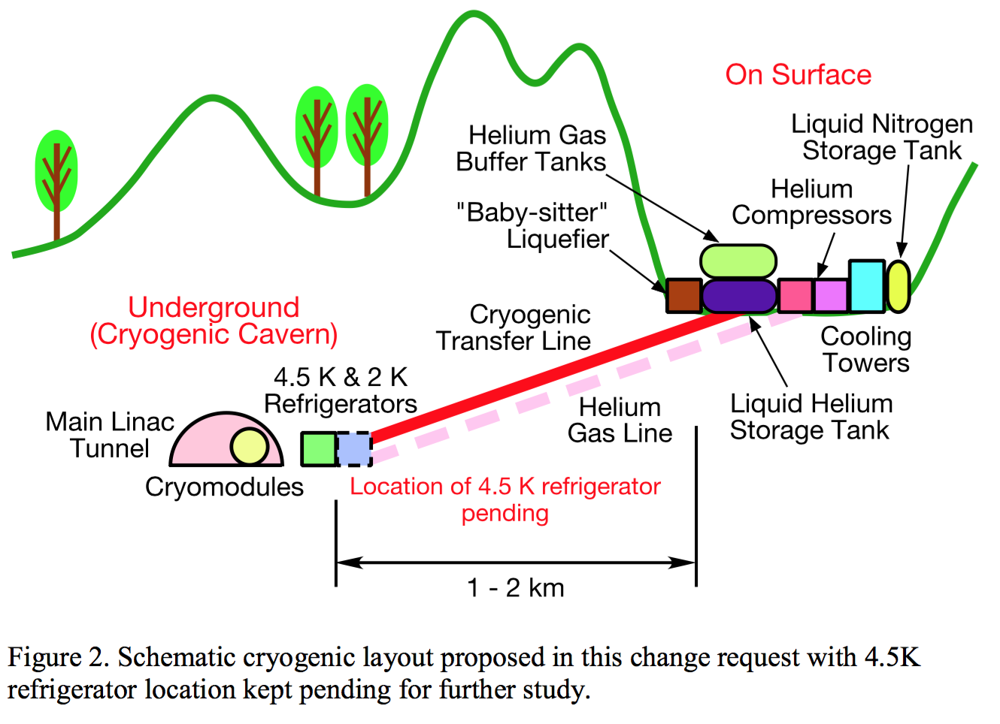 On Surface
Liquid Nitrogen
Storage Tank
Helium Gas
Buffer Tanks
Helium
Compressors
"Baby-sitter"
Liquefier
Underground
(Cryogenic Cavern)
Cryogenic
Transfer Line
Cooling
Towers
4.5 K & 2 K
Refrigerators
Main Linac
Tunnel
Helium
Gas Line
Liquid Helium
Storage Tank
Cryomodules
Location of 4.5 K refrigerator
pending
1 - 2 km
Figure 2. Schematic cryogenic layout proposed in this change request with 4.5K
refrigerator location kept pending for further study.